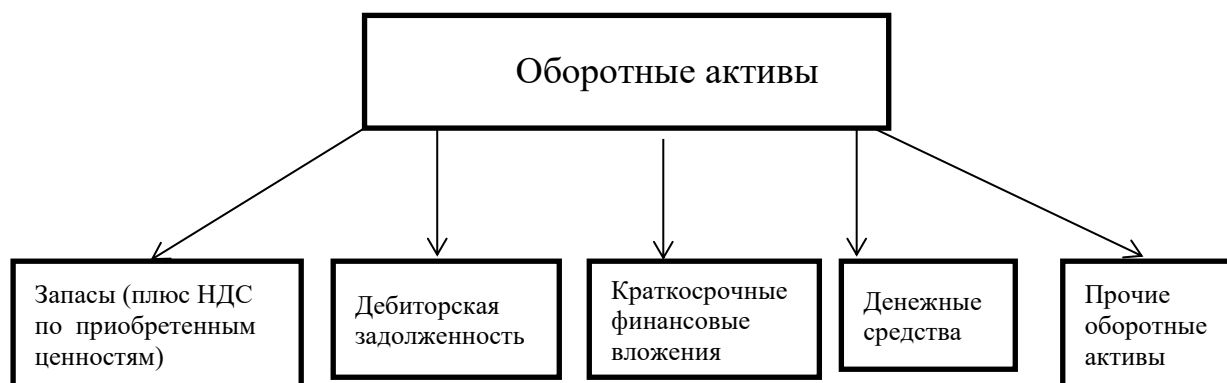 Оборотные активы
Запасы (плюс НДС
по приобретенным
ценностям)
Дебиторская
задолженность
Краткосрочные
финансовые
вложения
Денежные
средства
Прочие
оборотные
активы